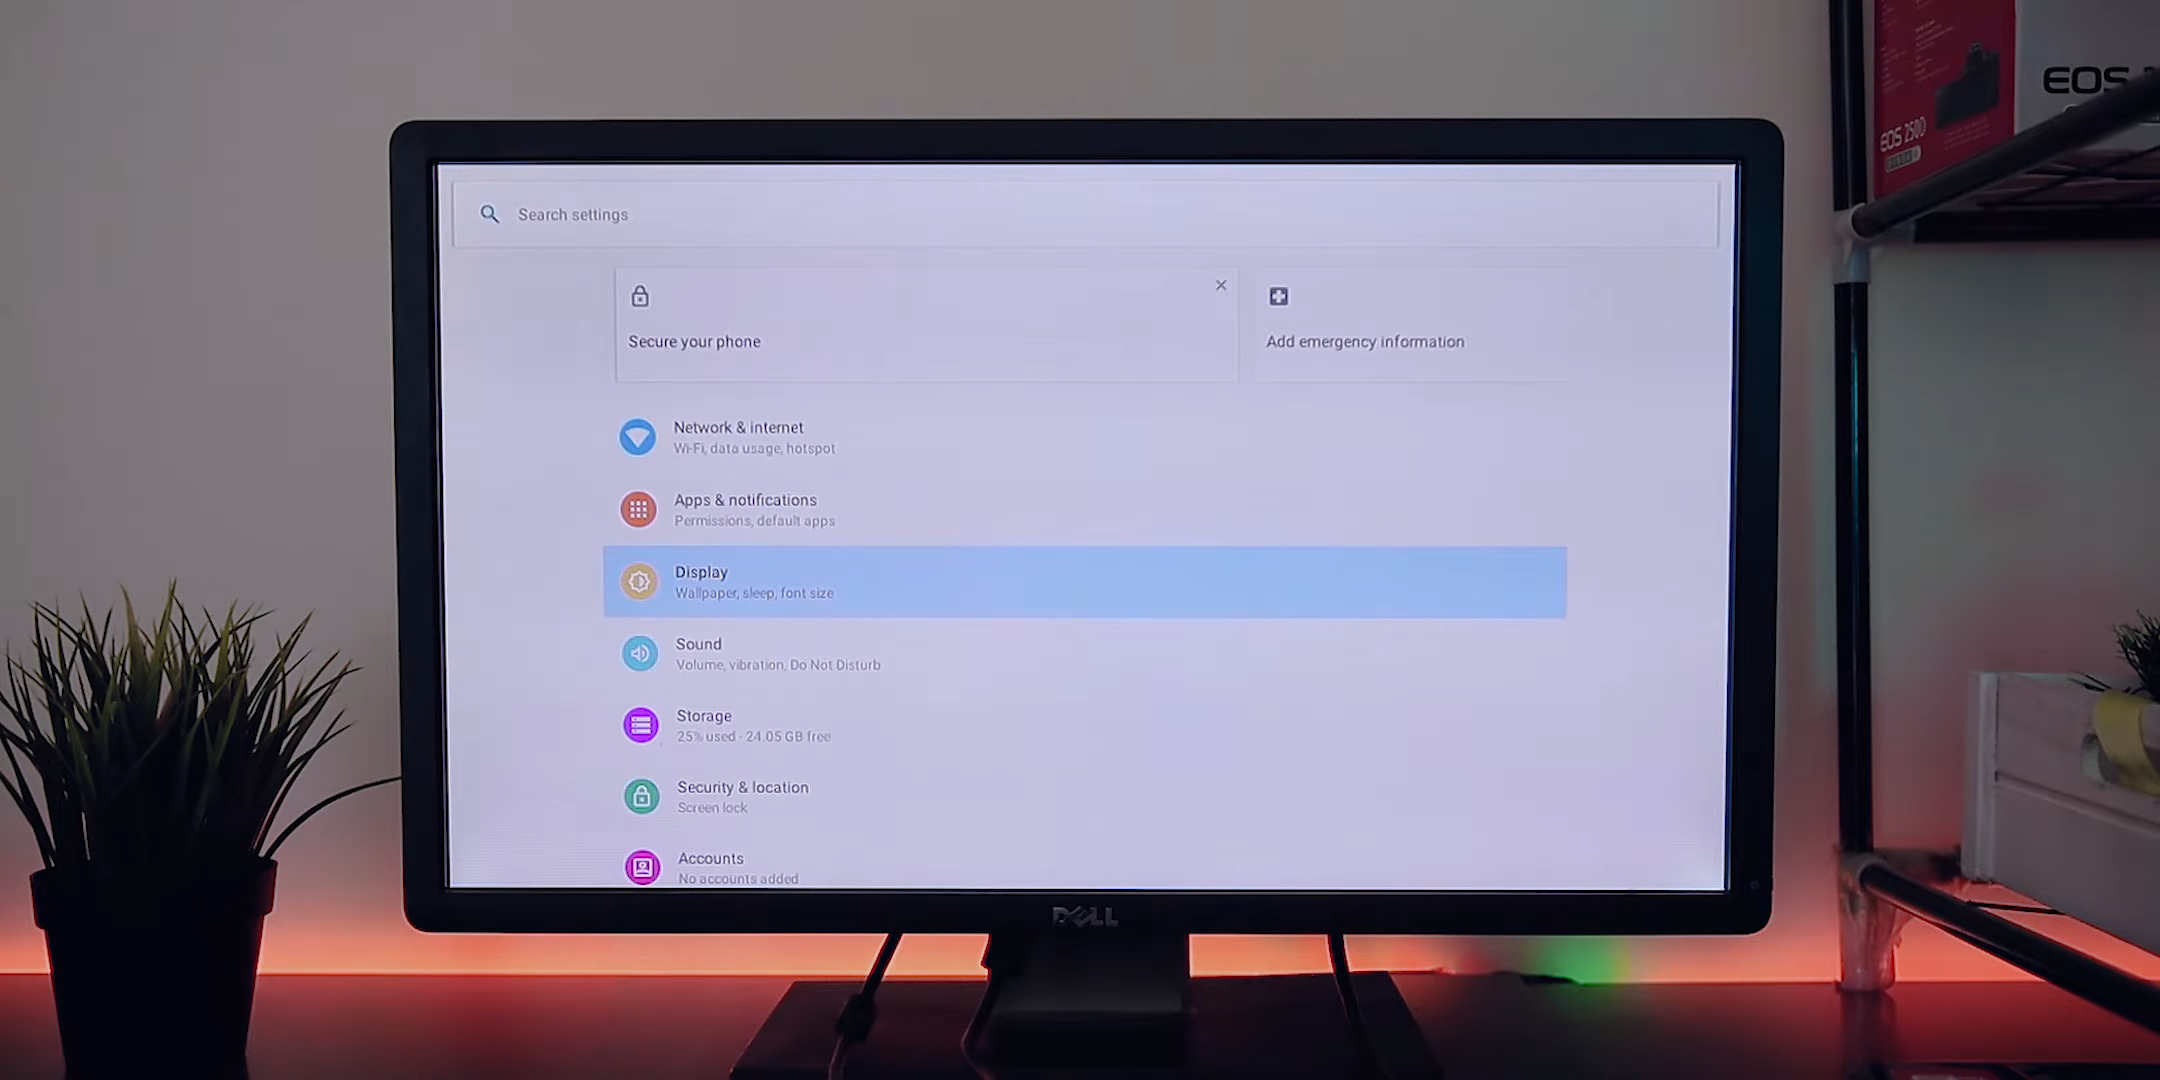 EOS
EOS 250D
Search settings
Secure your phone
Add emergency information
Network & internet
Wi-Fi, data usage, hotspot
Apps & notifications
Permissions, default apps
Display
Wallpaper, sleep, font size
Sound
Volume, vibration, Do Not Disturb
Storage
25% used - 24.05 GB free
Security & location
Screen lock
Accounts
No accounts added
DELL